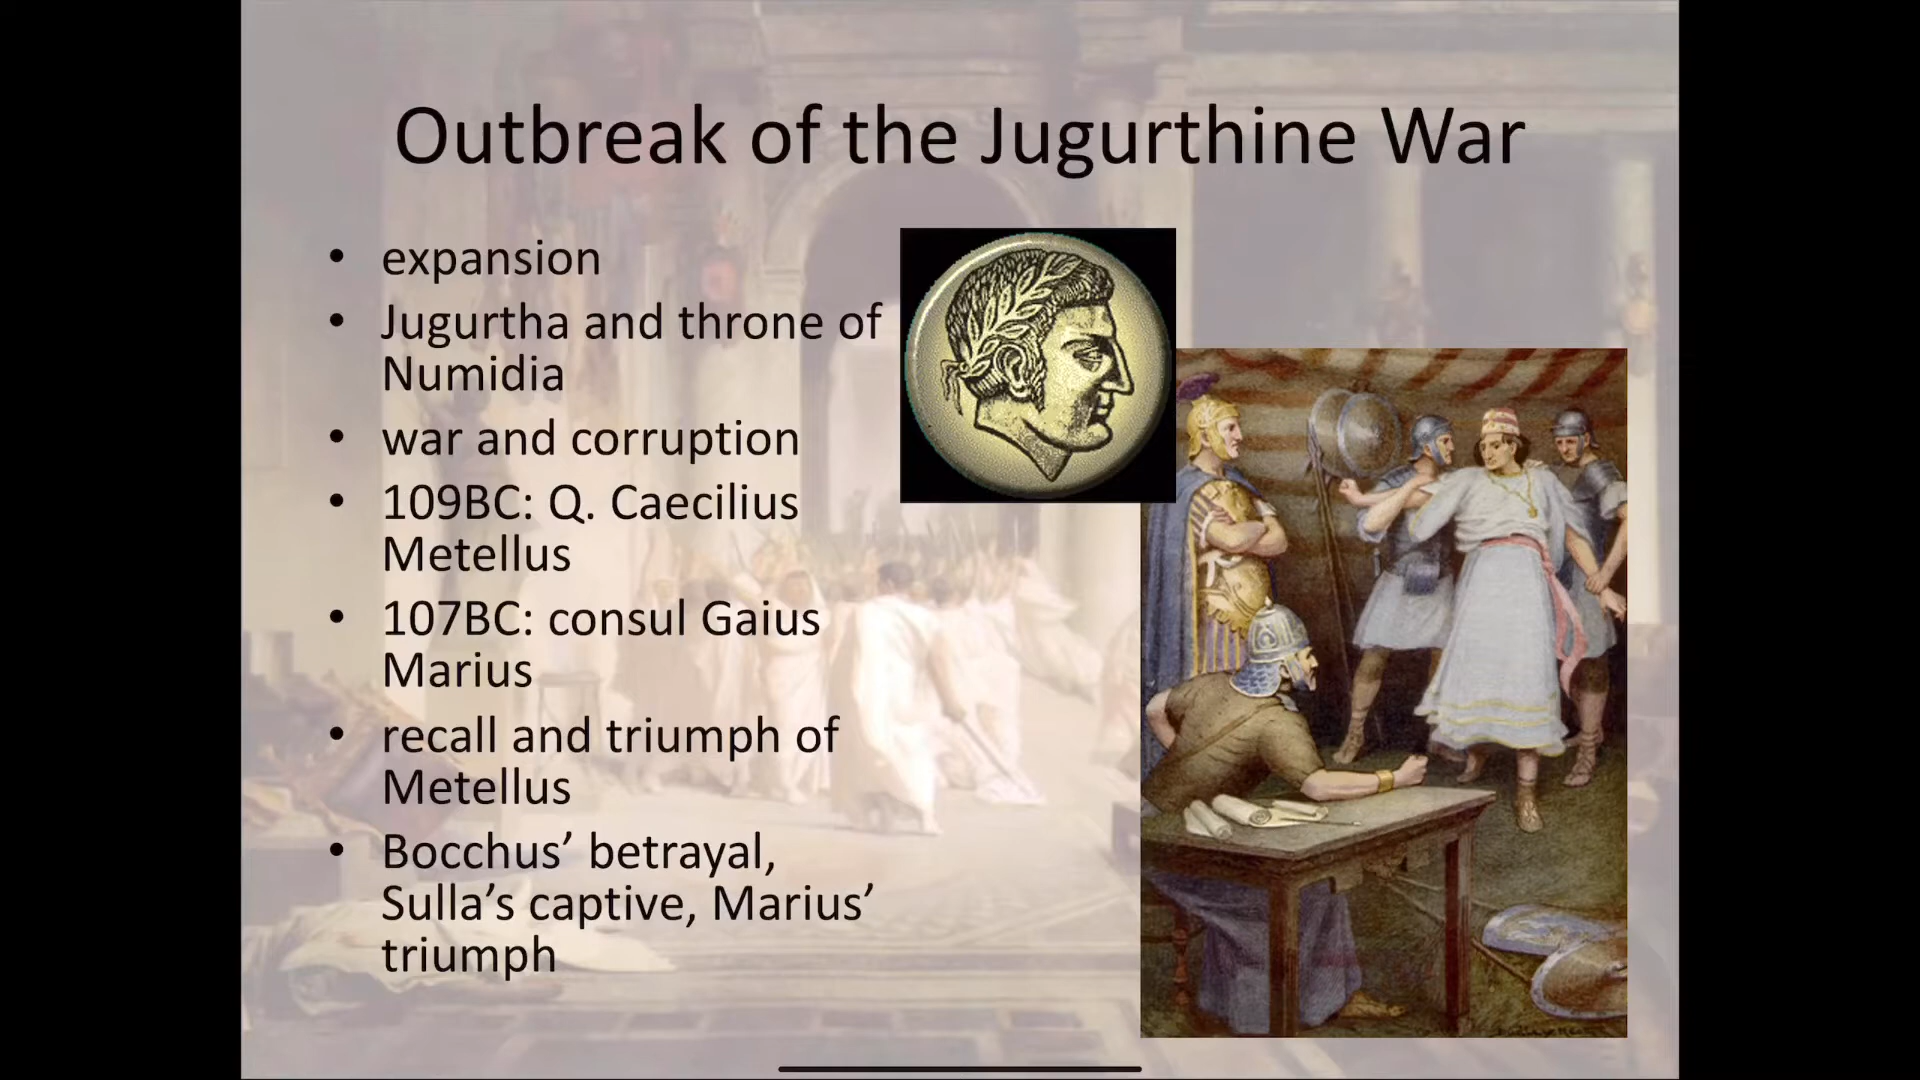 Outbreak of the Jugurthine War
• expansion
• Jugurtha and throne of
Numidia
• war and corruption
• 109BC: Q. Caecilius
Metellus
• 107BC: consul Gaius
Marius
• recall and triumph of
Metellus
• Bocchus’ betrayal,
Sulla’s captive, Marius’
triumph